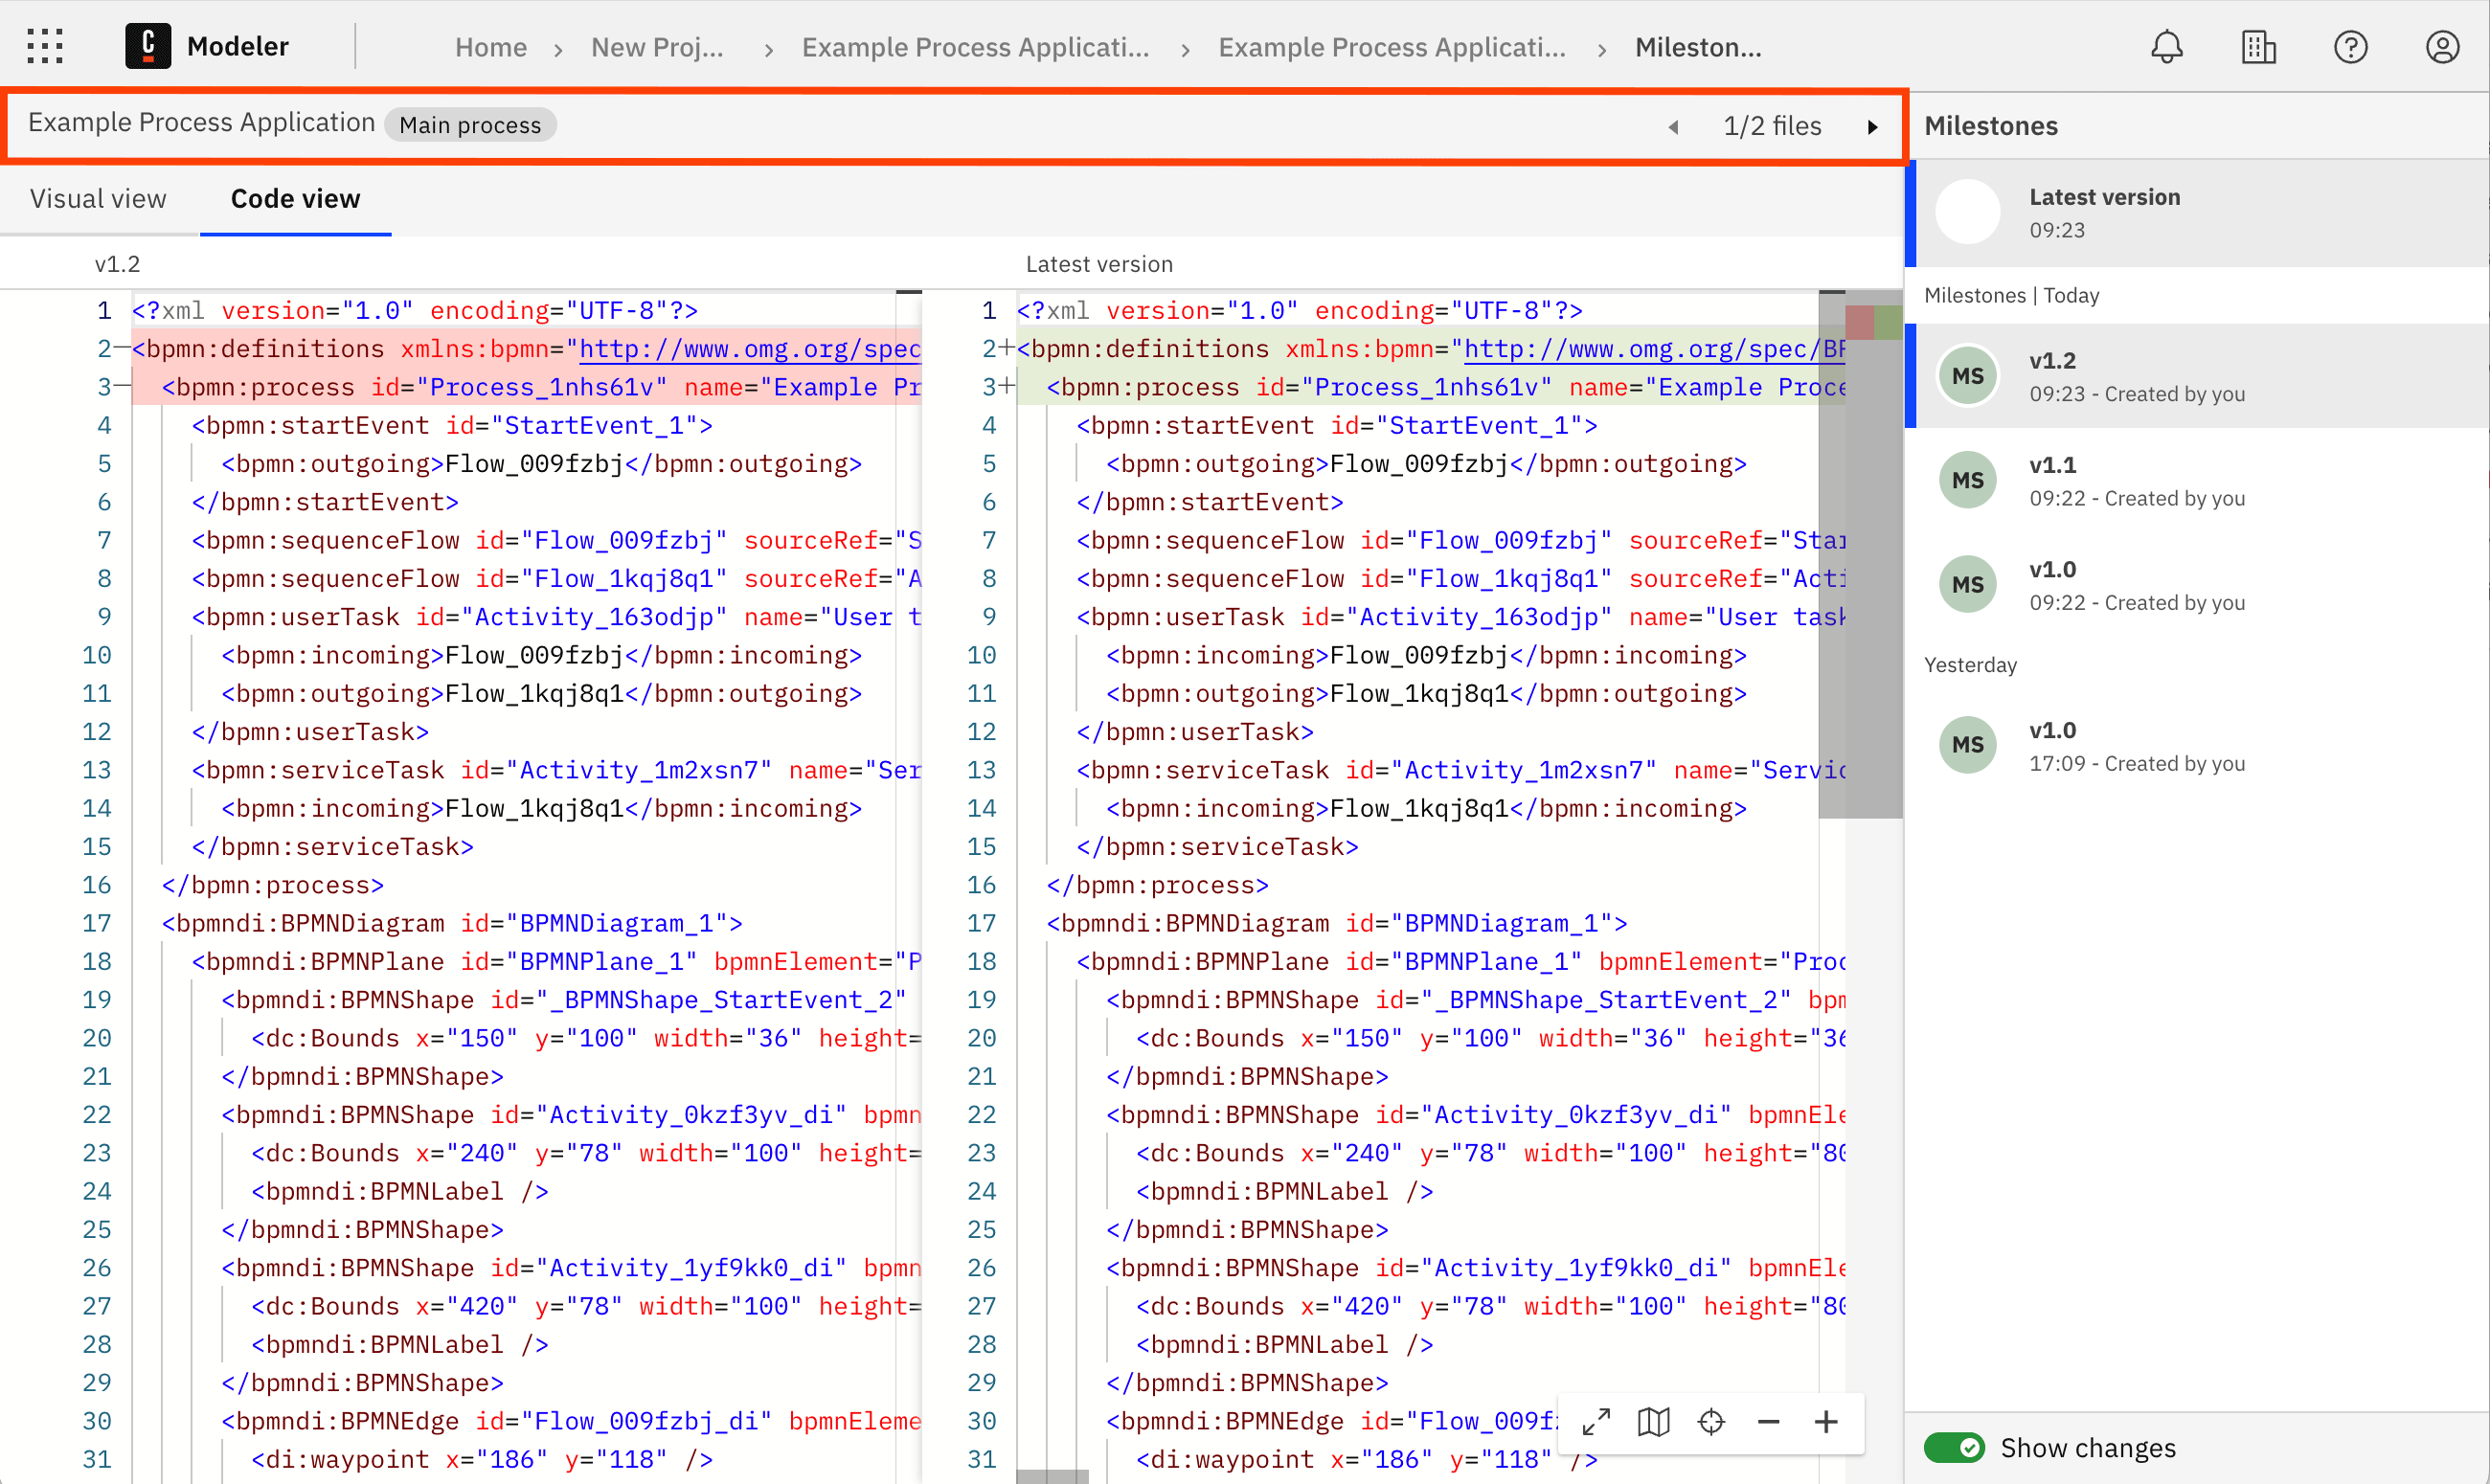 C Modeler Home › New Proj... › Example Process Applicati... › Example Process Applicati... › Mileston...
Example Process Application Main process 1/2 files
Visual view Code view
v1.2
1 <?xml version="1.0" encoding="UTF-8"?>
2 <bpmn:definitions xmlns:bpmn="http://www.omg.org/spec
3 <bpmn:process id="Process_1nhs61v" name="Example Pr
4 <bpmn:startEvent id="StartEvent_1">
5 <bpmn:outgoing>Flow_009fzbj</bpmn:outgoing>
6 </bpmn:startEvent>
7 <bpmn:sequenceFlow id="Flow_009fzbj" sourceRef="S
8 <bpmn:sequenceFlow id="Flow_1kqj8q1" sourceRef="A
9 <bpmn:userTask id="Activity_163odjp" name="User t
10 <bpmn:incoming>Flow_009fzbj</bpmn:incoming>
11 <bpmn:outgoing>Flow_1kqj8q1</bpmn:outgoing>
12 </bpmn:userTask>
13 <bpmn:serviceTask id="Activity_1m2xsn7" name="Ser
14 <bpmn:incoming>Flow_1kqj8q1</bpmn:incoming>
15 </bpmn:serviceTask>
16 </bpmn:process>
17 <bpmndi:BPMNDiagram id="BPMNDiagram_1">
18 <bpmndi:BPMNPlane id="BPMNPlane_1" bpmnElement="P
19 <bpmndi:BPMNShape id="_BPMNShape_StartEvent_2"
20 <dc:Bounds x="150" y="100" width="36" height=
21 </bpmndi:BPMNShape>
22 <bpmndi:BPMNShape id="Activity_0kzf3yv_di" bpmn
23 <dc:Bounds x="240" y="78" width="100" height=
24 <bpmndi:BPMNLabel />
25 </bpmndi:BPMNShape>
26 <bpmndi:BPMNShape id="Activity_1yf9kk0_di" bpmn
27 <dc:Bounds x="420" y="78" width="100" height=
28 <bpmndi:BPMNLabel />
29 </bpmndi:BPMNShape>
30 <bpmndi:BPMNEdge id="Flow_009fzbj_di" bpmnEleme
31 <di:waypoint x="186" y="118" />
Latest version
1 <?xml version="1.0" encoding="UTF-8"?>
2+ <bpmn:definitions xmlns:bpmn="http://www.omg.org/spec/BP
3+ <bpmn:process id="Process_1nhs61v" name="Example Proce
4 <bpmn:startEvent id="StartEvent_1">
5 <bpmn:outgoing>Flow_009fzbj</bpmn:outgoing>
6 </bpmn:startEvent>
7 <bpmn:sequenceFlow id="Flow_009fzbj" sourceRef="Star
8 <bpmn:sequenceFlow id="Flow_1kqj8q1" sourceRef="Acti
9 <bpmn:userTask id="Activity_163odjp" name="User task
10 <bpmn:incoming>Flow_009fzbj</bpmn:incoming>
11 <bpmn:outgoing>Flow_1kqj8q1</bpmn:outgoing>
12 </bpmn:userTask>
13 <bpmn:serviceTask id="Activity_1m2xsn7" name="Servic
14 <bpmn:incoming>Flow_1kqj8q1</bpmn:incoming>
15 </bpmn:serviceTask>
16 </bpmn:process>
17 <bpmndi:BPMNDiagram id="BPMNDiagram_1">
18 <bpmndi:BPMNPlane id="BPMNPlane_1" bpmnElement="Proc
19 <bpmndi:BPMNShape id="_BPMNShape_StartEvent_2" bpm
20 <dc:Bounds x="150" y="100" width="36" height="36
21 </bpmndi:BPMNShape>
22 <bpmndi:BPMNShape id="Activity_0kzf3yv_di" bpmnEle
23 <dc:Bounds x="240" y="78" width="100" height="80
24 <bpmndi:BPMNLabel />
25 </bpmndi:BPMNShape>
26 <bpmndi:BPMNShape id="Activity_1yf9kk0_di" bpmnEle
27 <dc:Bounds x="420" y="78" width="100" height="80
28 <bpmndi:BPMNLabel />
29 </bpmndi:BPMNShape>
30 <bpmndi:BPMNEdge id="Flow_009fz
31 <di:waypoint x="186" y="118" />
Milestones
Latest version
09:23
Milestones | Today
MS v1.2
09:23 - Created by you
MS v1.1
09:22 - Created by you
MS v1.0
09:22 - Created by you
Yesterday
MS v1.0
17:09 - Created by you
Show changes